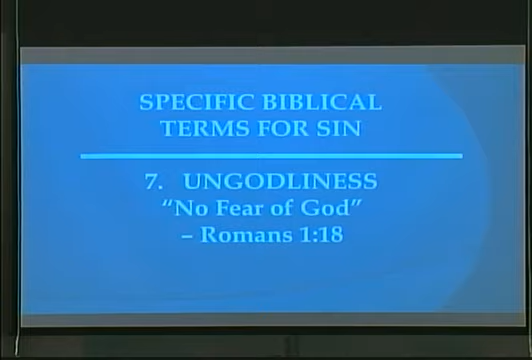 SPECIFIC BIBLICAL
TERMS FOR SIN
7. UNGODLINESS
“No Fear of God”
– Romans 1:18